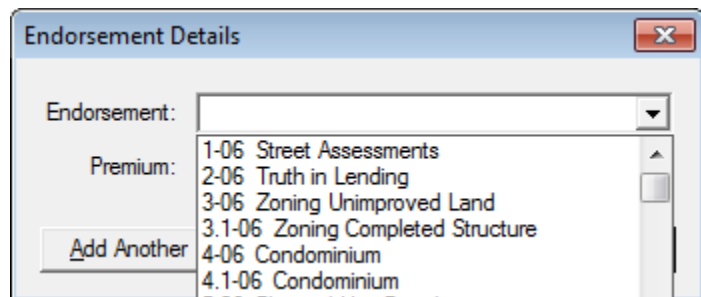 Endorsement Details
Endorsement:
Premium:
1-06 Street Assessments
2-06 Truth in Lending
3-06 Zoning Unimproved Land
3.1-06 Zoning Completed Structure
4-06 Condominium
4.1-06 Condominium
Add Another